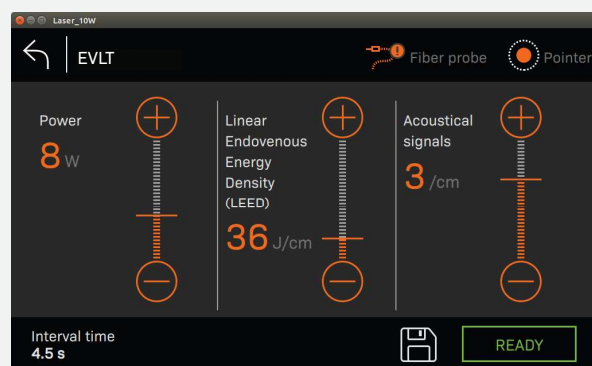 Laser_10W
EVLT
Fiber probe
Pointer
Power
8 W
Linear
Endovenous
Energy
Density
(LEED)
36 J/cm
Acoustical
signals
3 /cm
Interval time
4.5 s
READY